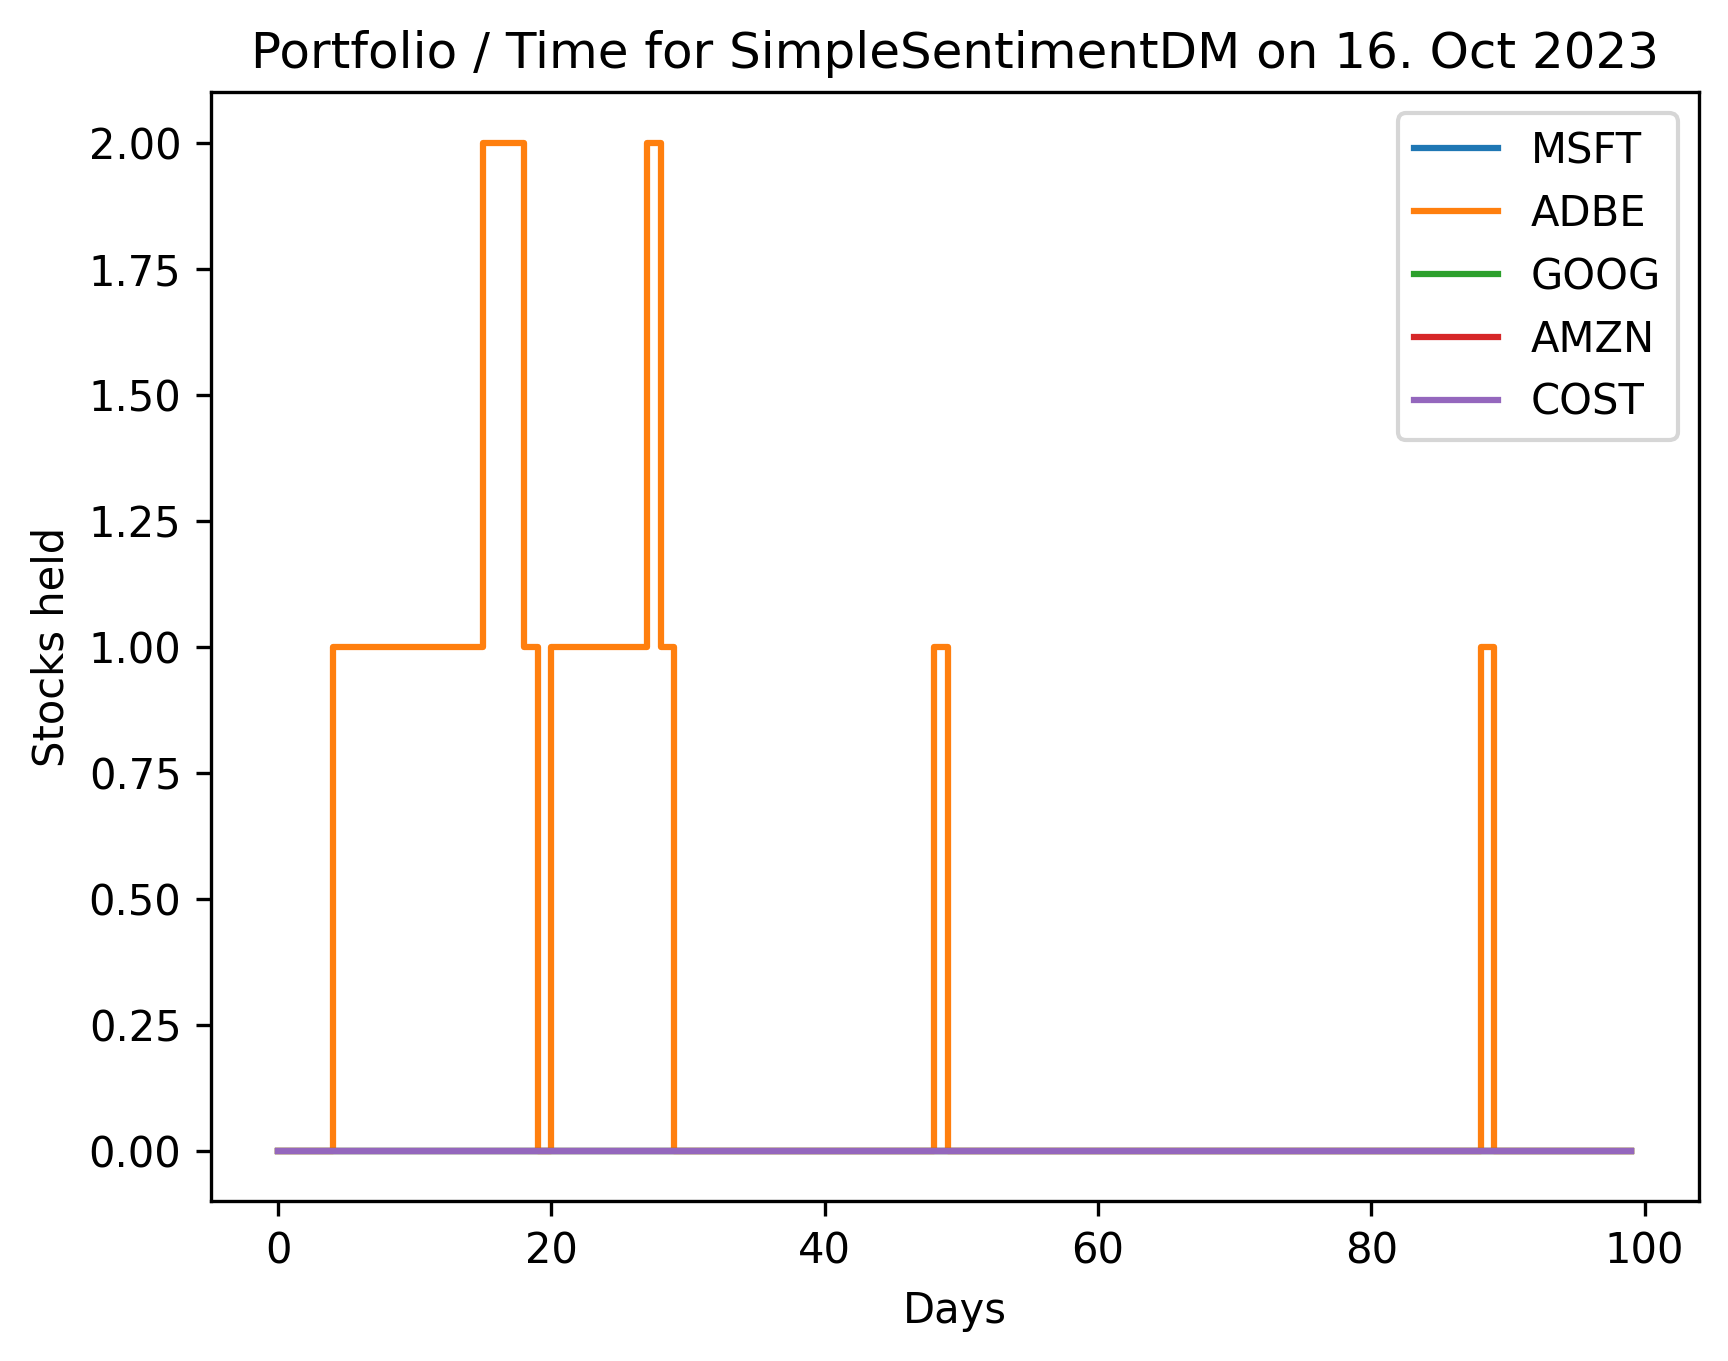 Portfolio / Time for SimpleSentimentDM on 16. Oct 2023
MSFT
ADBE
GOOG
AMZN
COST
Stocks held
2.00
1.75
1.50
1.25
1.00
0.75
0.50
0.25
0.00
0 20 40 60 80 100
Days